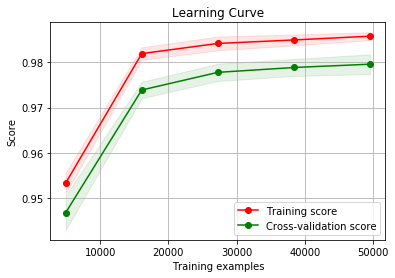 Learning Curve
Score
0.98
0.97
0.96
0.95
10000 20000 30000 40000 50000
Training examples
Training score
Cross-validation score